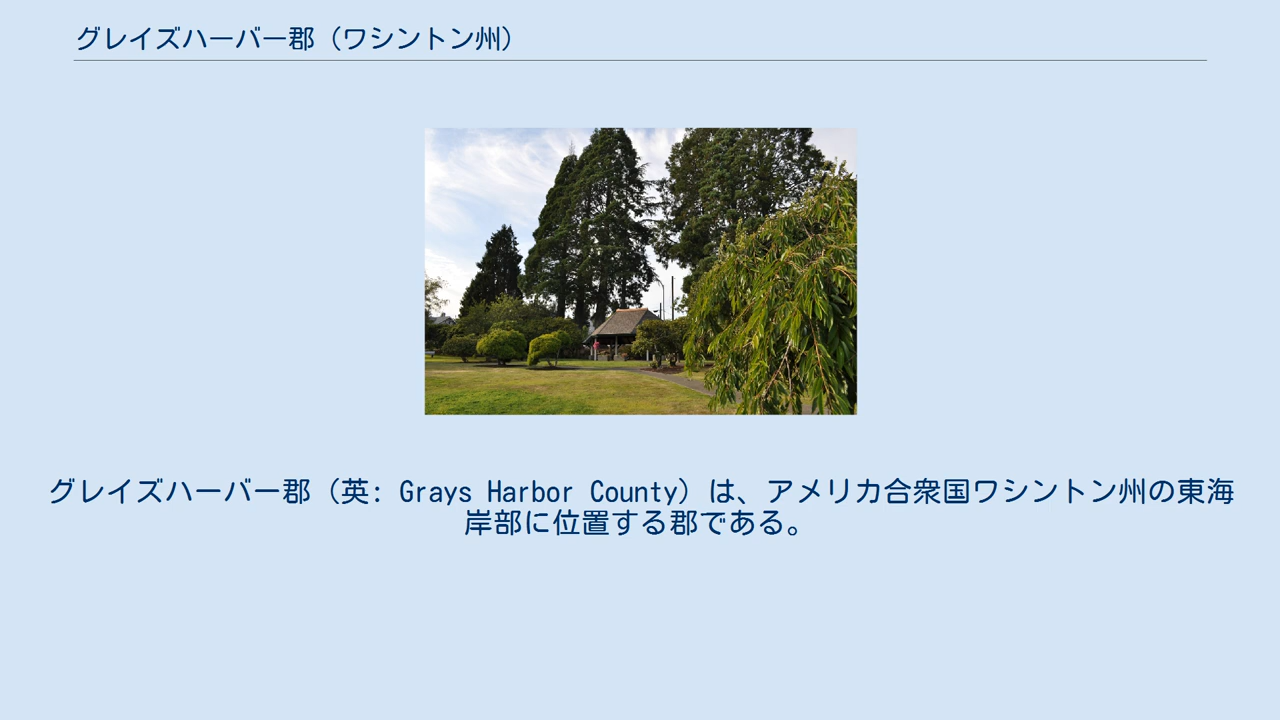 グレイズハーバー郡（ワシントン州）
グレイズハーバー郡（英: Grays Harbor County）は、アメリカ合衆国ワシントン州の東海
岸部に位置する郡である。